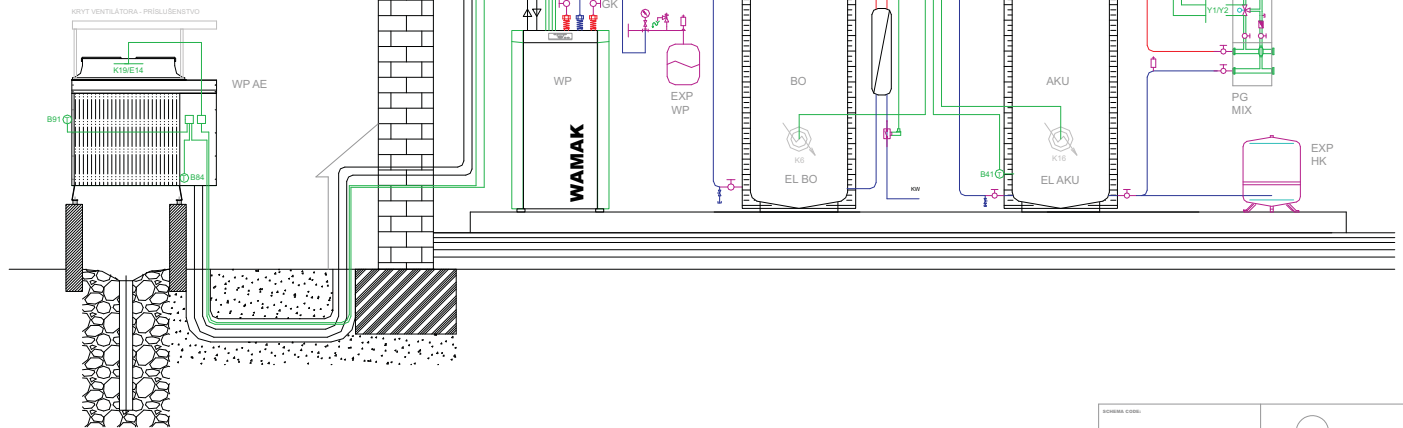 KRYT VENTILÁTORA - PRÍSLUŠENSTVO
GK
Y1/Y2
K19/E14
WP AE
WP
BO
AKU
EXP
WP
PG
MIX
B91
WAMAK
K6
K16
EXP
HK
B84
EL BO
B41
EL AKU
KW
SCHEMA CODE: